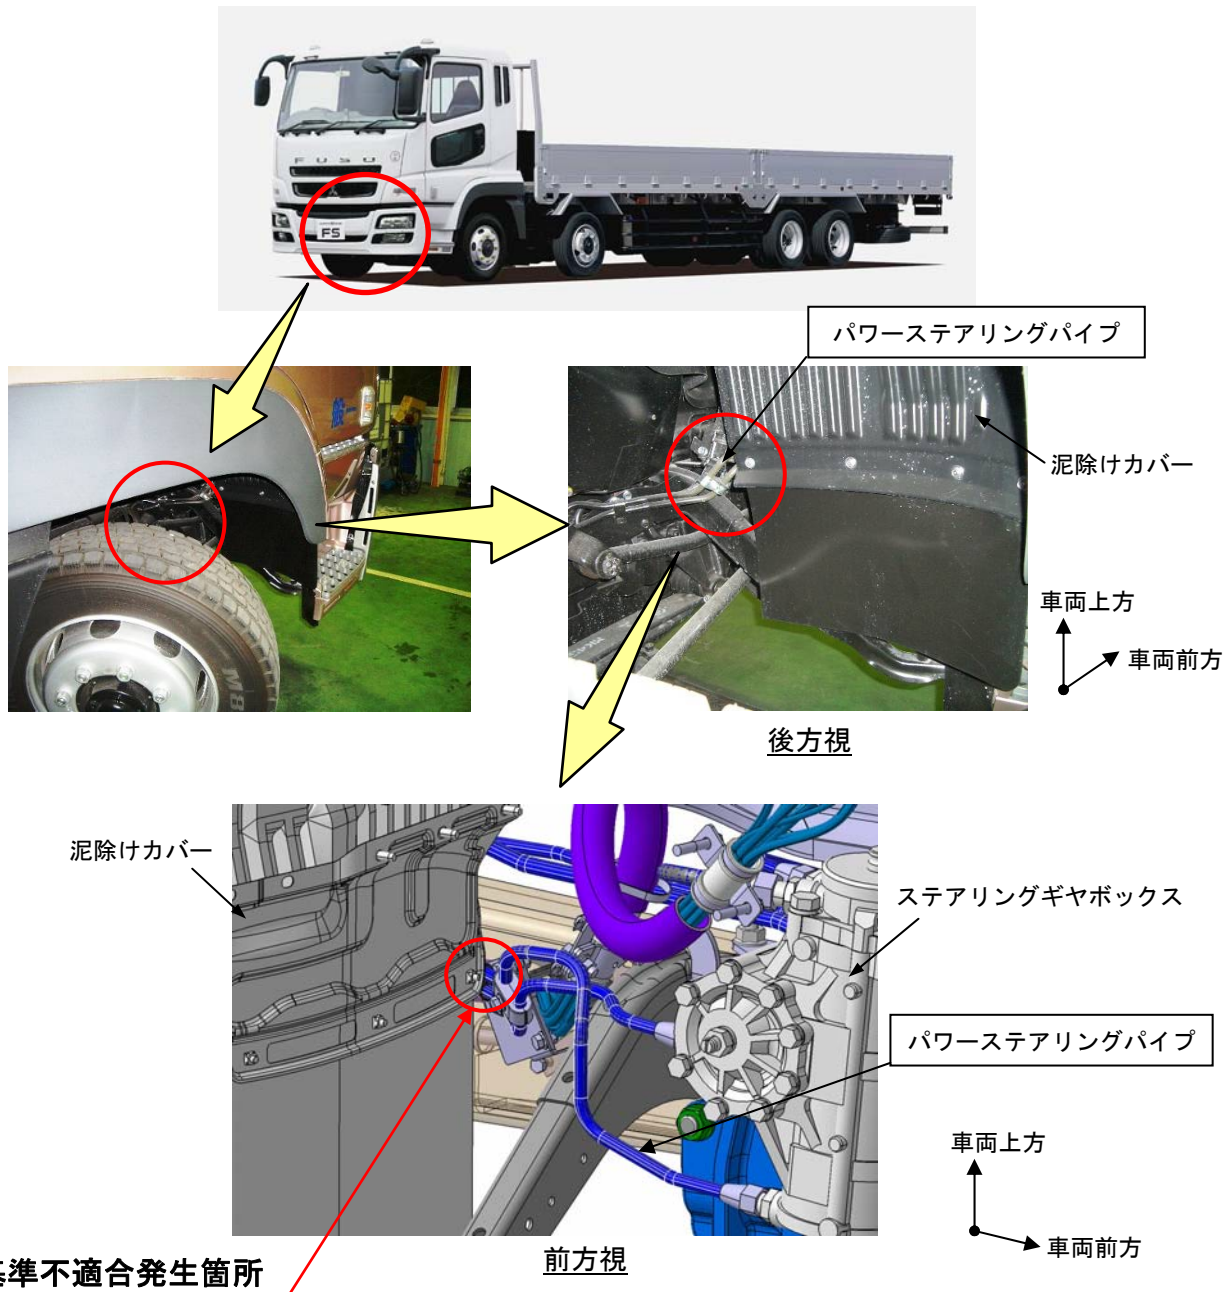 FUSO
FS
パワーステアリングパイプ
泥除けカバー
車両上方
車両前方
後方視
泥除けカバー
ステアリングギヤボックス
パワーステアリングパイプ
車両上方
車両前方
前方視
基準不適合発生箇所